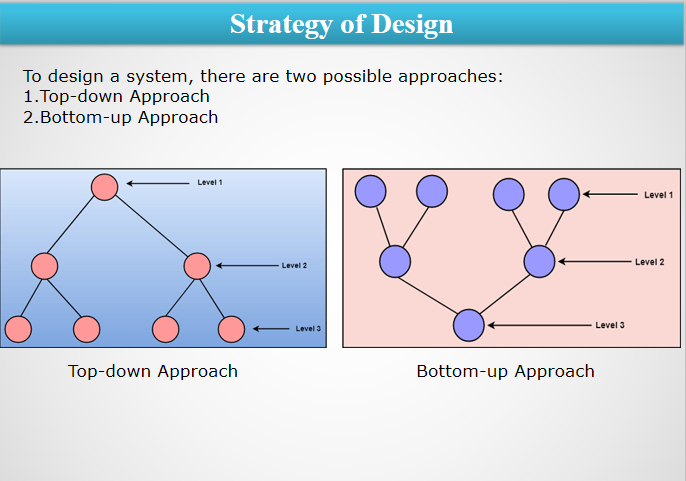 Strategy of Design
To design a system, there are two possible approaches:
1.Top-down Approach
2.Bottom-up Approach
Level 1
Level 2
Level 3
Top-down Approach
Level 1
Level 2
Level 3
Bottom-up Approach